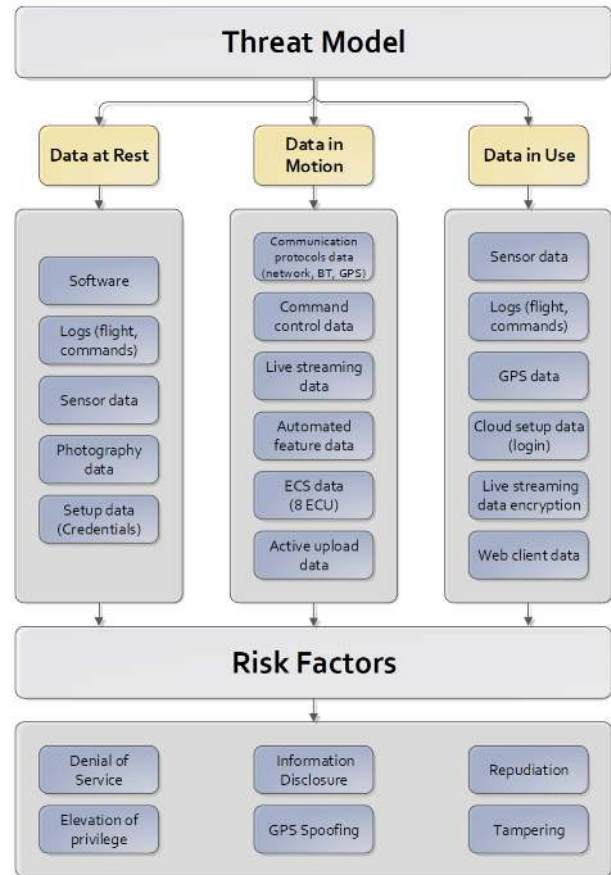 Threat Model
Data at Rest
Data in
Motion
Data in Use
Software
Logs (flight,
commands)
Sensor data
Photography
data
Setup data
(Credentials)
Communication
protocols data
(network, BT, GPS)
Command
control data
Live streaming
data
Automated
feature data
ECS data
(8 ECU)
Active upload
data
Sensor data
Logs (flight,
commands)
GPS data
Cloud setup data
(login)
Live streaming
data encryption
Web client data
Risk Factors
Denial of
Service
Information
Disclosure
Repudiation
Elevation of
privilege
GPS Spoofing
Tampering